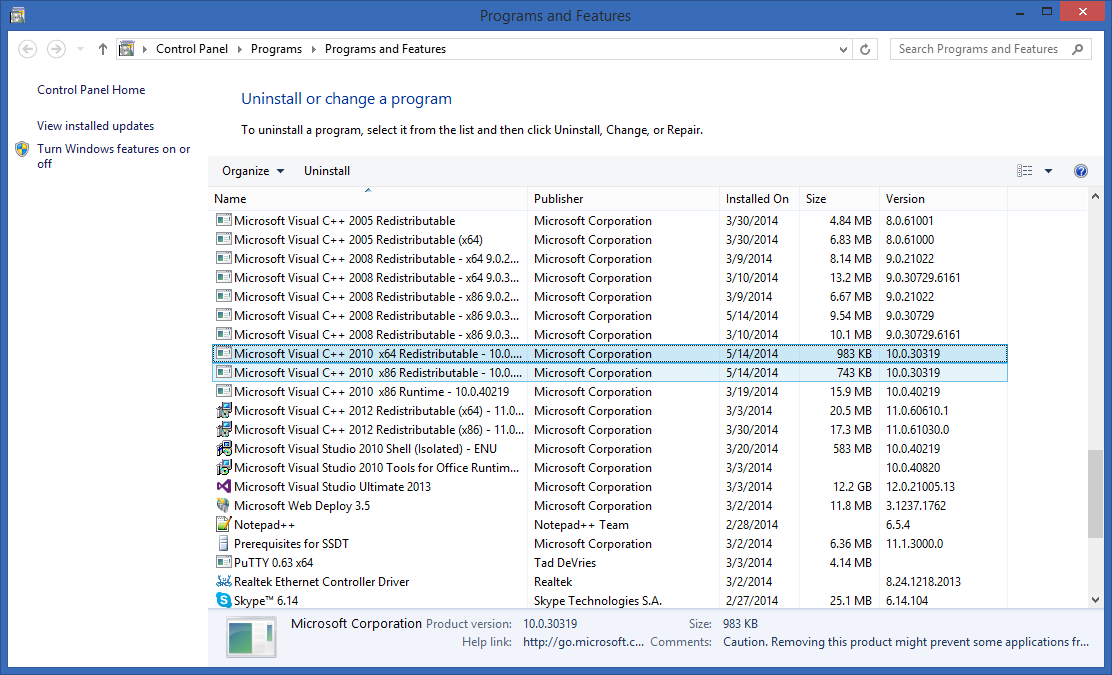 Programs and Features
Control Panel Programs Programs and Features Search Programs and Features
Control Panel Home
View installed updates
Turn Windows features on or
off
Uninstall or change a program
To uninstall a program, select it from the list and then click Uninstall, Change, or Repair.
Organize Uninstall
Name Publisher Installed On Size Version
Microsoft Visual C++ 2005 Redistributable Microsoft Corporation 3/30/2014 4.84 MB 8.0.61001
Microsoft Visual C++ 2005 Redistributable (x64) Microsoft Corporation 3/30/2014 6.83 MB 8.0.61000
Microsoft Visual C++ 2008 Redistributable - x64 9.0.2... Microsoft Corporation 3/9/2014 8.14 MB 9.0.21022
Microsoft Visual C++ 2008 Redistributable - x64 9.0.3... Microsoft Corporation 3/10/2014 13.2 MB 9.0.30729.6161
Microsoft Visual C++ 2008 Redistributable - x86 9.0.2... Microsoft Corporation 3/9/2014 6.67 MB 9.0.21022
Microsoft Visual C++ 2008 Redistributable - x86 9.0.3... Microsoft Corporation 5/14/2014 9.54 MB 9.0.30729
Microsoft Visual C++ 2008 Redistributable - x86 9.0.3... Microsoft Corporation 3/10/2014 10.1 MB 9.0.30729.6161
Microsoft Visual C++ 2010 x64 Redistributable - 10.0.... Microsoft Corporation 5/14/2014 983 KB 10.0.30319
Microsoft Visual C++ 2010 x86 Redistributable - 10.0.... Microsoft Corporation 5/14/2014 743 KB 10.0.30319
Microsoft Visual C++ 2010 x86 Runtime - 10.0.40219 Microsoft Corporation 3/19/2014 15.9 MB 10.0.40219
Microsoft Visual C++ 2012 Redistributable (x64) - 11.0... Microsoft Corporation 3/3/2014 20.5 MB 11.0.60610.1
Microsoft Visual C++ 2012 Redistributable (x86) - 11.0... Microsoft Corporation 3/30/2014 17.3 MB 11.0.61030.0
Microsoft Visual Studio 2010 Shell (Isolated) - ENU Microsoft Corporation 3/20/2014 583 MB 10.0.40219
Microsoft Visual Studio 2010 Tools for Office Runtim... Microsoft Corporation 3/3/2014 10.0.40820
Microsoft Visual Studio Ultimate 2013 Microsoft Corporation 3/3/2014 12.2 GB 12.0.21005.13
Microsoft Web Deploy 3.5 Microsoft Corporation 3/2/2014 11.8 MB 3.1237.1762
Notepad++ Notepad++ Team 2/28/2014 6.5.4
Prerequisites for SSDT Microsoft Corporation 3/2/2014 6.36 MB 11.1.3000.0
PuTTY 0.63 x64 Tad DeVries 3/3/2014 4.14 MB
Realtek Ethernet Controller Driver Realtek 3/2/2014 8.24.1218.2013
Skype™ 6.14 Skype Technologies S.A. 2/27/2014 25.1 MB 6.14.104
Microsoft Corporation Product version: 10.0.30319 Size: 983 KB
Help link: http://go.microsoft.c... Comments: Caution. Removing this product might prevent some applications fr...